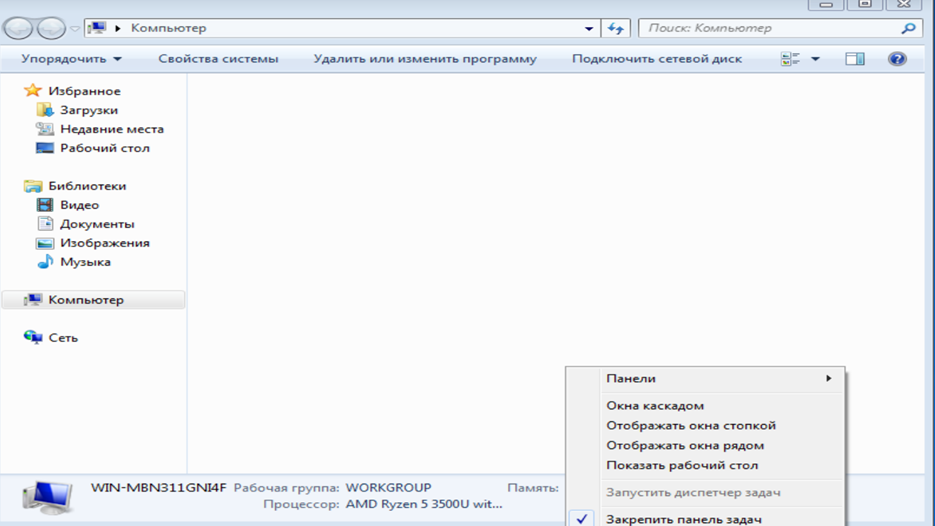 Компьютер
Поиск: Компьютер
Упорядочить Свойства системы Удалить или изменить программу Подключить сетевой диск
Избранное
Загрузки
Недавние места
Рабочий стол
Библиотеки
Видео
Документы
Изображения
Музыка
Компьютер
Сеть
Панели
Окна каскадом
Отображать окна стопкой
Отображать окна рядом
Показать рабочий стол
Запустить диспетчер задач
Закрепить панель задач
WIN-MBN311GNI4F Рабочая группа: WORKGROUP Память:
Процессор: AMD Ryzen 5 3500U wit...